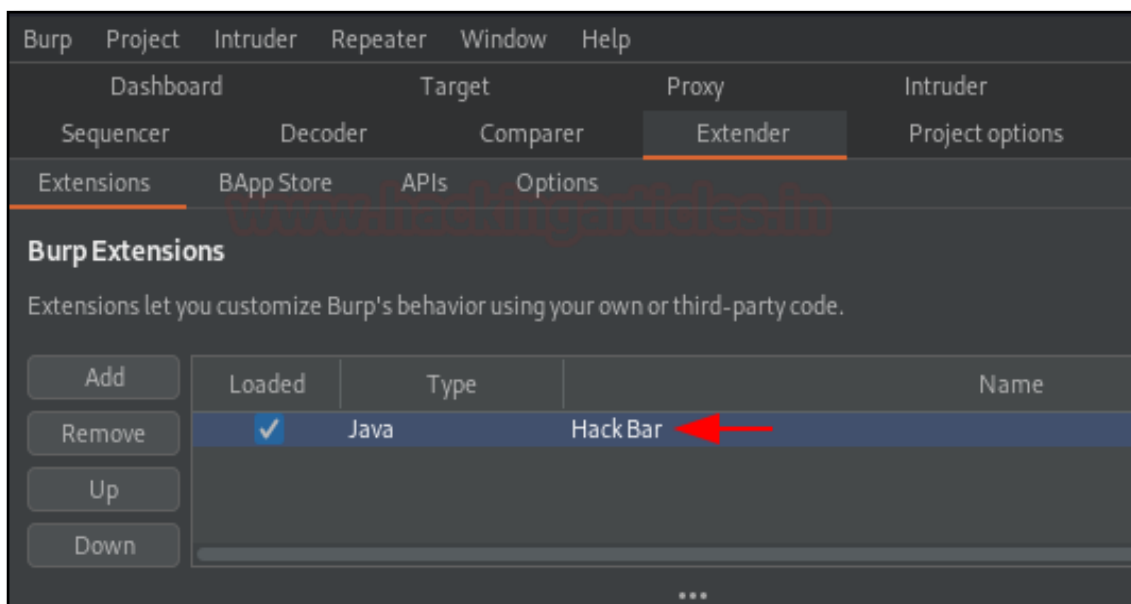 Burp Project Intruder Repeater Window Help
Dashboard Target Proxy Intruder
Sequencer Decoder Comparer Extender Project options
Extensions BApp Store APIs Options
www.hackingarticles.in
Burp Extensions
Extensions let you customize Burp's behavior using your own or third-party code.
Add Loaded Type Name
Remove Java Hack Bar
Up
Down